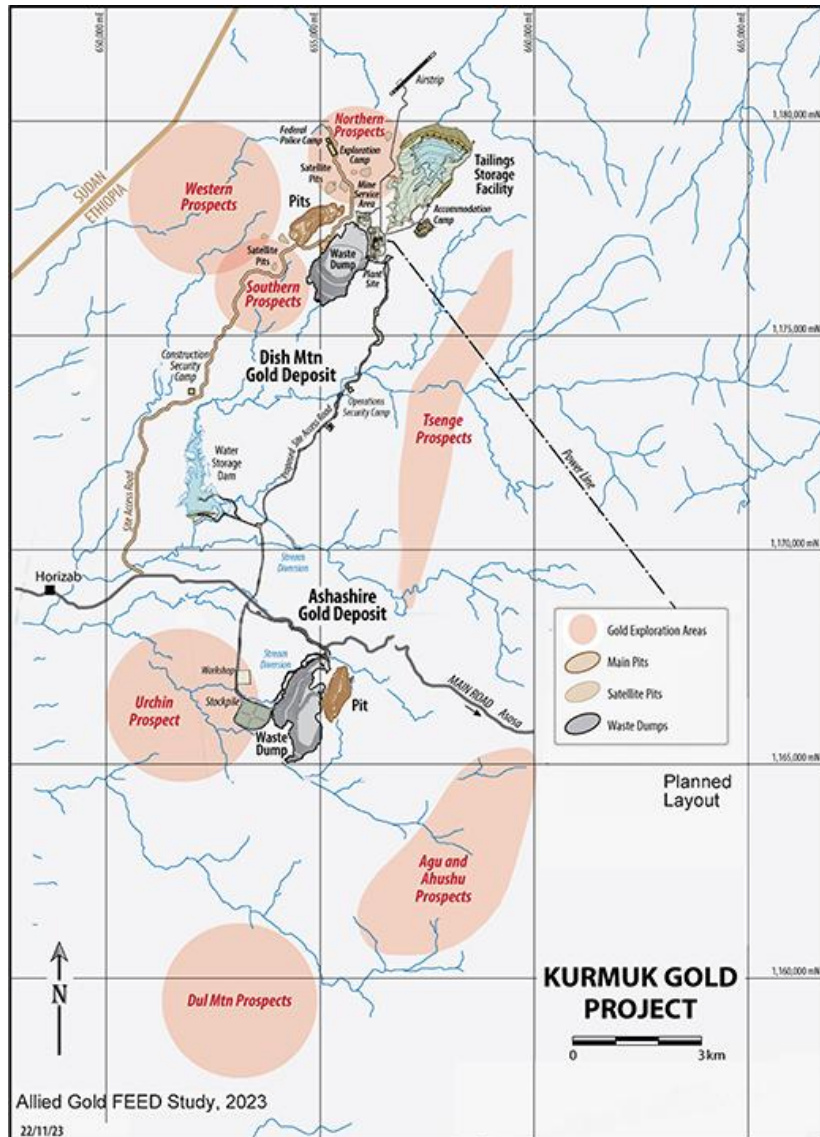 650,000 mE
655,000 mE
660,000 mE
665,000 mE
Airstrip
1,180,000 mN
Northern
Prospects
Federal
Police Camp
Exploration
Camp
Satellite
Pits
Mine
Service
Area
Tailings
Storage
Facility
SUDAN
ETHIOPIA
Western
Prospects
Pits
Accommodation
Camp
Satellite
Pits
Waste
Dump
Plant
Site
Southern
Prospects
1,175,000 mN
Construction
Security
Camp
Dish Mtn
Gold Deposit
Operations
Security Camp
Proposed Site Access Road
Tsenge
Prospects
Power Line
Water
Storage
Dam
Site Access Road
1,170,000 mN
Stream
Diversion
Horizab
Ashashire
Gold Deposit
Gold Exploration Areas
Main Pits
Satellite Pits
Waste Dumps
Stream
Diversion
Workshop
Urchin
Prospect
Stockpile
Pit
MAIN ROAD
Asosa
Waste
Dump
1,165,000 mN
Planned
Layout
Agu and
Ahushu
Prospects
1,160,000 mN
N
Dul Mtn Prospects
KURMUK GOLD
PROJECT
0 3km
Allied Gold FEED Study, 2023
22/11/23